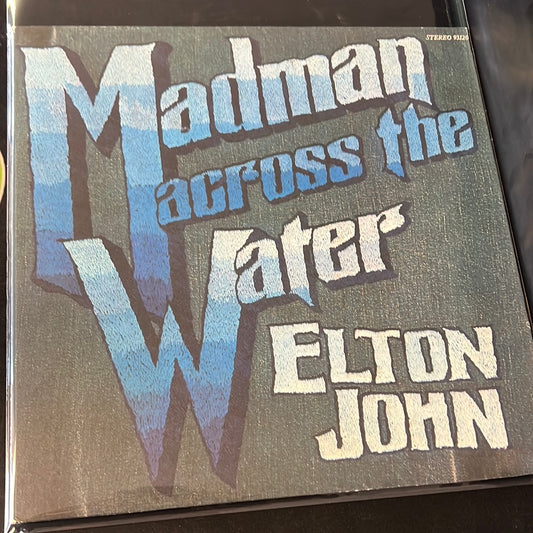 STEREO 93120
Madman
across the
Water
ELTON
JOHN